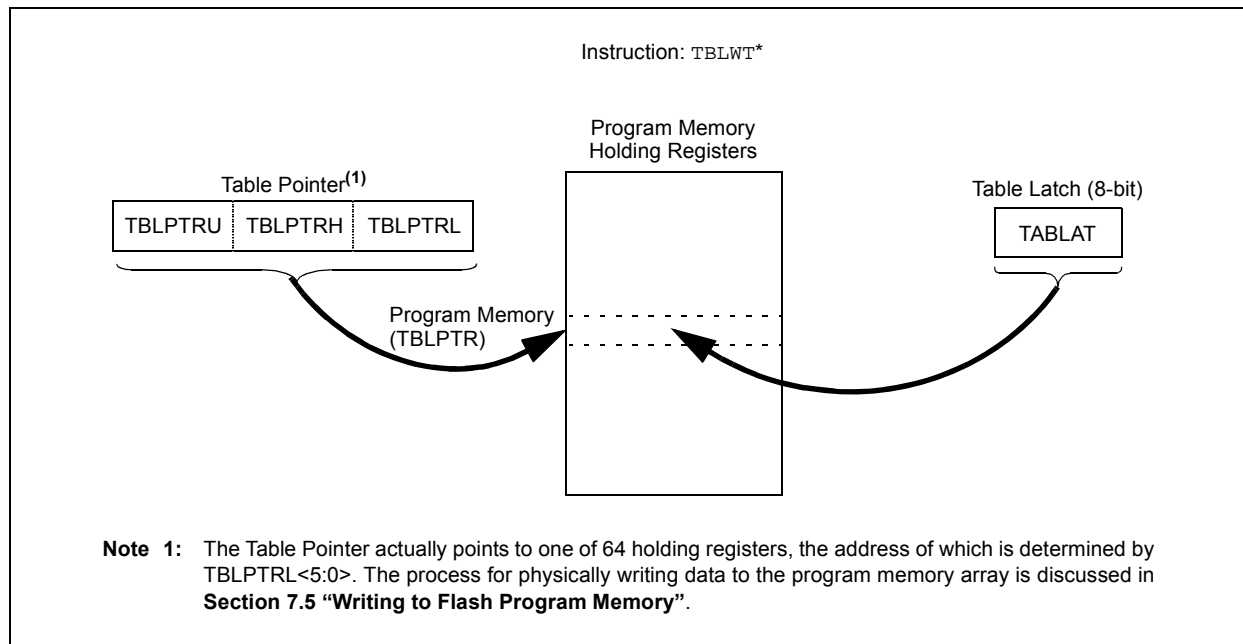 Instruction: TBLWT*
Program Memory
Holding Registers
Table Pointer(1)
Table Latch (8-bit)
TBLPTRU TBLPTRH TBLPTRL
TABLAT
Program Memory
(TBLPTR)
Note 1: The Table Pointer actually points to one of 64 holding registers, the address of which is determined by
TBLPTRL<5:0>. The process for physically writing data to the program memory array is discussed in
Section 7.5 “Writing to Flash Program Memory”.